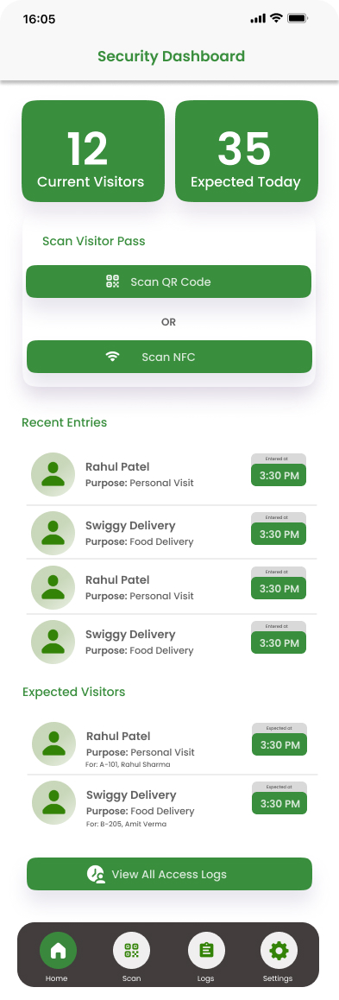 16:05
Security Dashboard
12
Current Visitors
35
Expected Today
Scan Visitor Pass
Scan QR Code
OR
Scan NFC
Recent Entries
Rahul Patel
Purpose: Personal Visit
Entered at
3:30 PM
Swiggy Delivery
Purpose: Food Delivery
Entered at
3:30 PM
Rahul Patel
Purpose: Personal Visit
Entered at
3:30 PM
Swiggy Delivery
Purpose: Food Delivery
Entered at
3:30 PM
Expected Visitors
Rahul Patel
Purpose: Personal Visit
For: A-101, Rahul Sharma
Expected at
3:30 PM
Swiggy Delivery
Purpose: Food Delivery
For: B-205, Amit Verma
Expected at
3:30 PM
View All Access Logs
Home
Scan
Logs
Settings